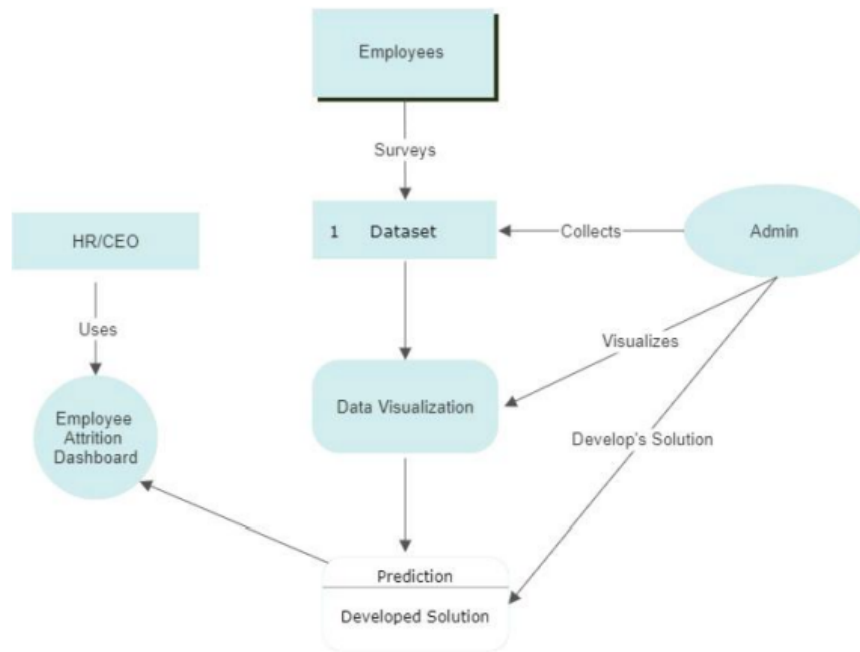 Employees
Surveys
HR/CEO
1 Dataset
Collects
Admin
Uses
Visualizes
Employee
Attrition
Dashboard
Data Visualization
Develop's Solution
Prediction
Developed Solution